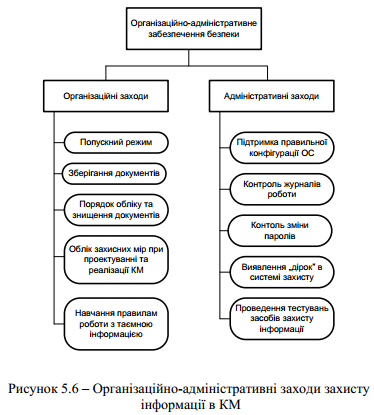 Організаційно-адміністративне
забезпечення безпеки
Організаційні заходи
Адміністративні заходи
Попускний режим
Зберігання документів
Порядок обліку та
знищення документів
Облік захисних мір при
проектуванні та
реалізації КМ
Навчання правилам
роботи з таємною
інформацією
Підтримка правильної
конфігурації ОС
Контроль журналів
роботи
Контоль зміни
паролів
Виявлення „дірок" в
системі захисту
Проведення тестувань
засобів захисту
інформації
Рисунок 5.6 – Організаційно-адміністративні заходи захисту
інформації в КМ